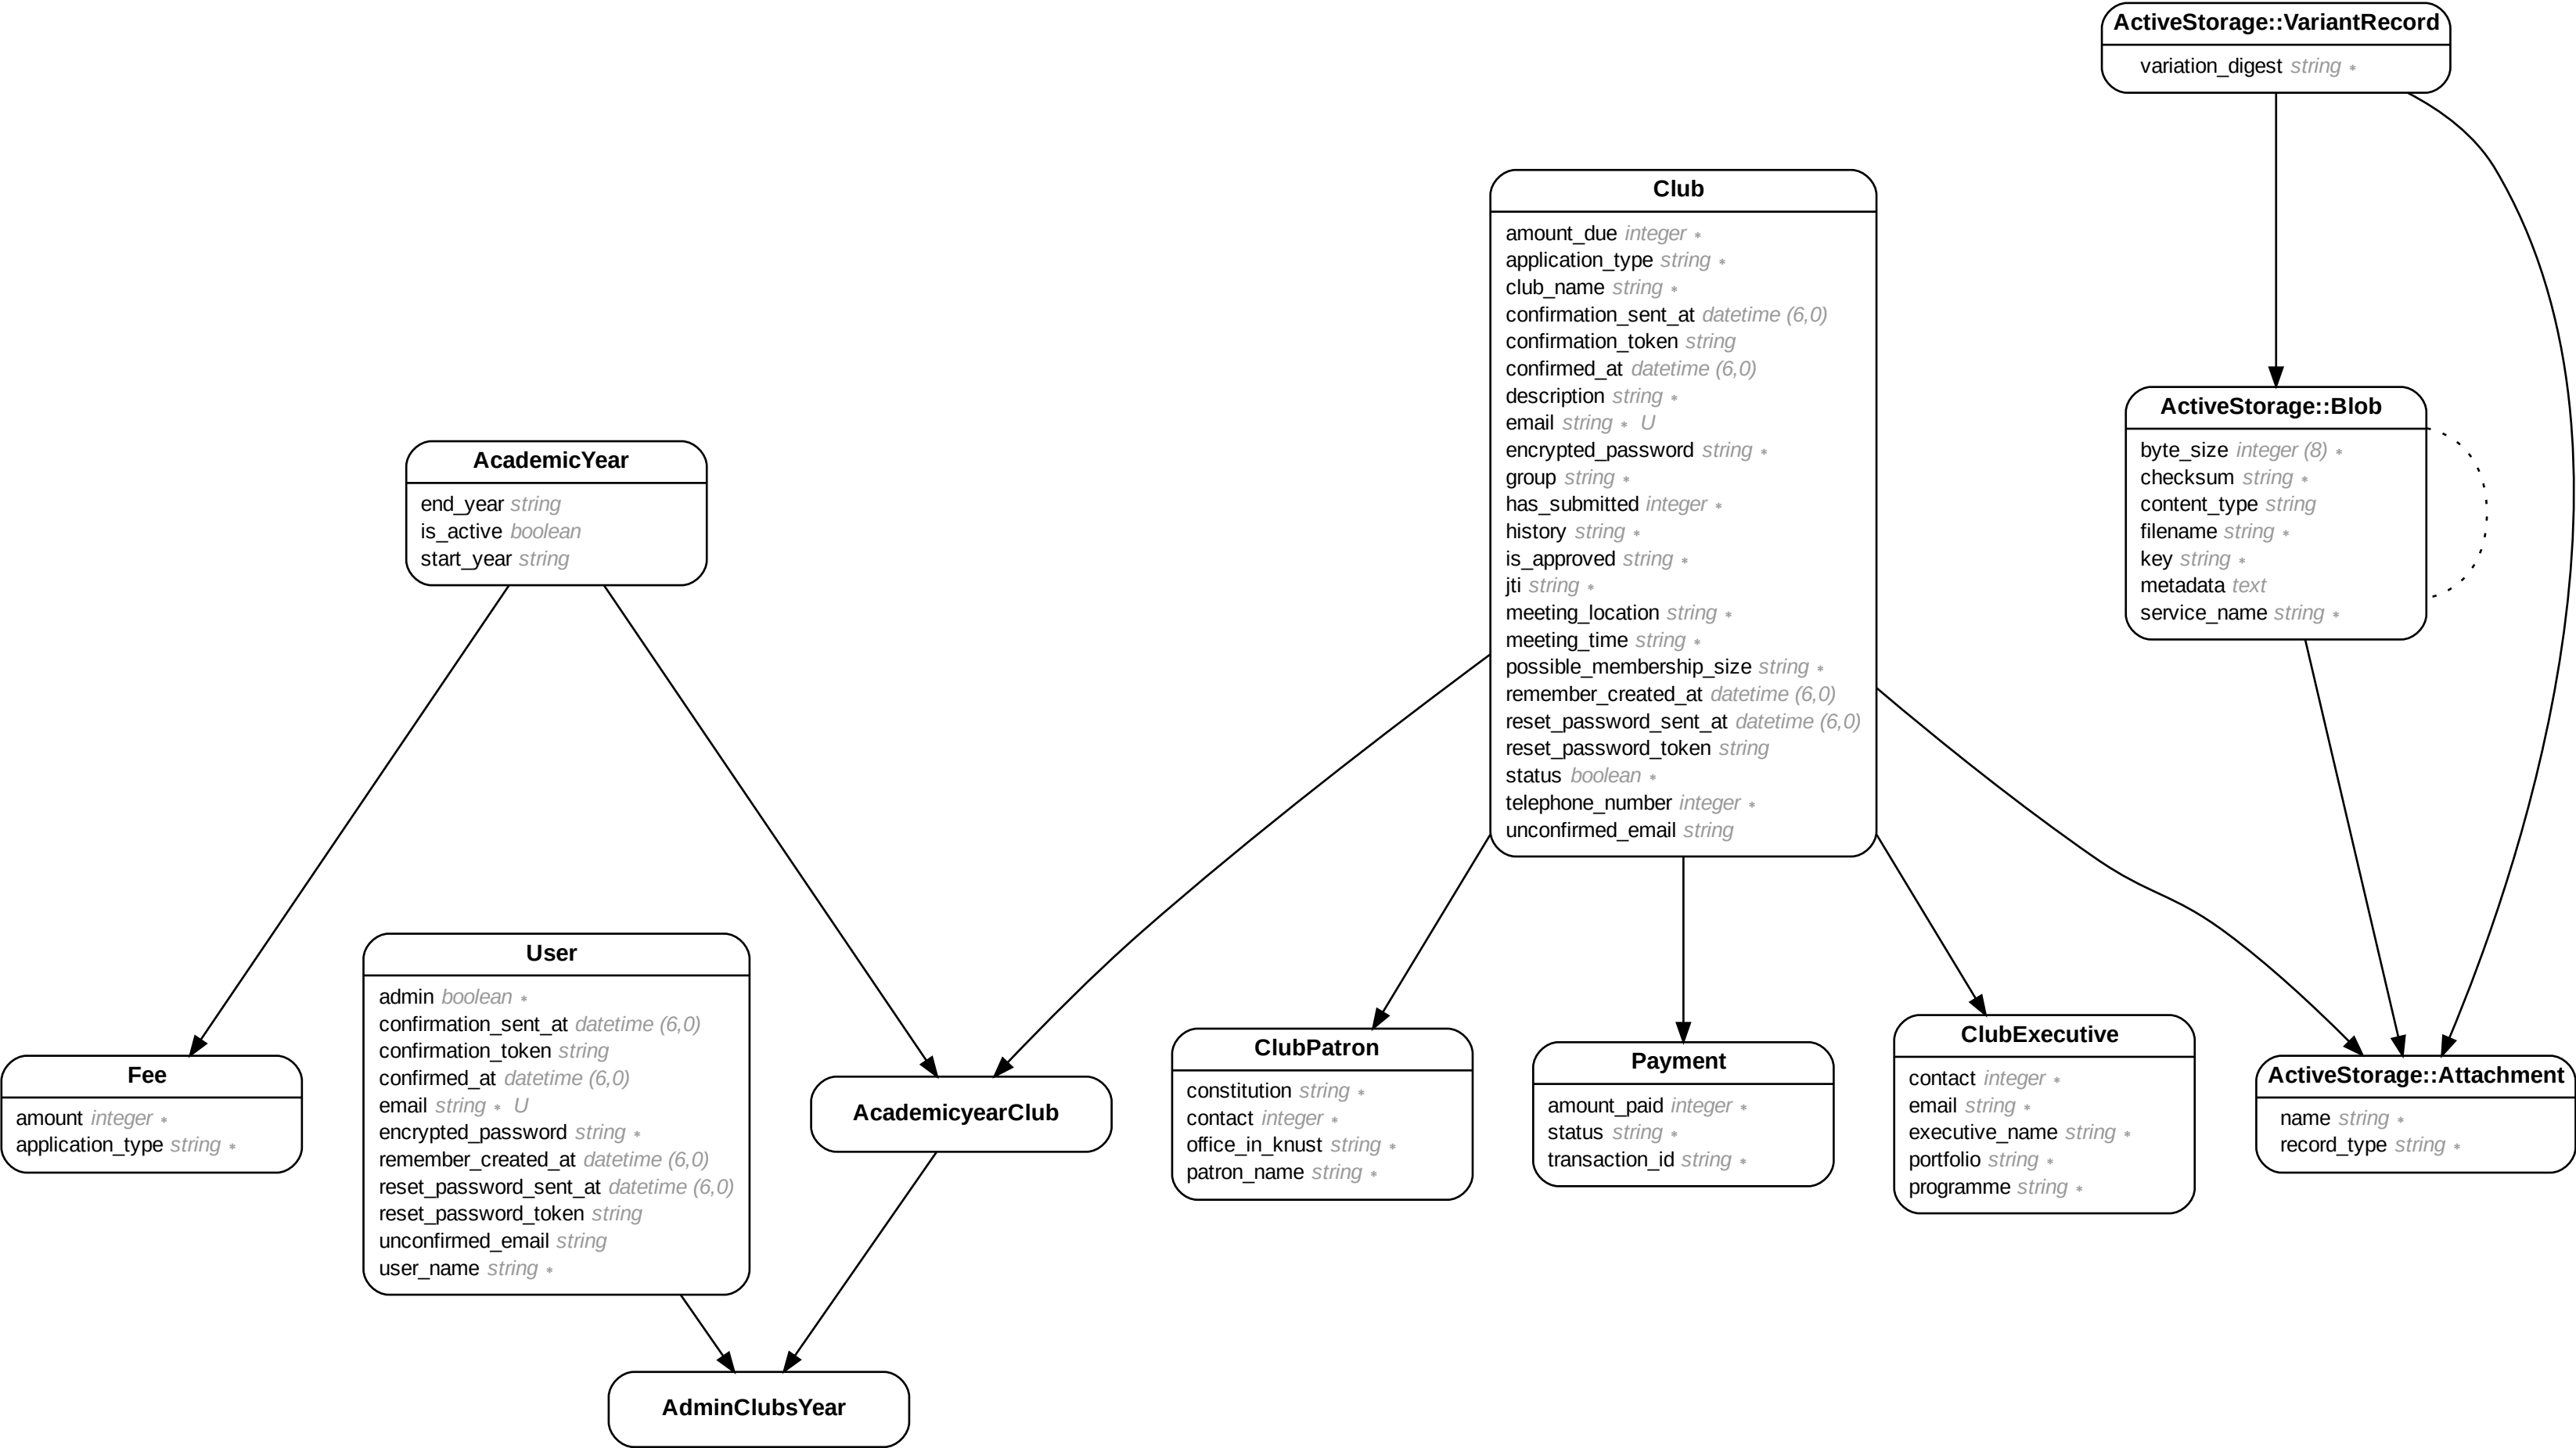 ActiveStorage::VariantRecord
variation_digest string *
Club
amount_due integer *
application_type string *
club_name string *
confirmation_sent_at datetime (6,0)
confirmation_token string
confirmed_at datetime (6,0)
description string *
email string * U
encrypted_password string *
group string *
has_submitted integer *
history string *
is_approved string *
jti string *
meeting_location string *
meeting_time string *
possible_membership_size string *
remember_created_at datetime (6,0)
reset_password_sent_at datetime (6,0)
reset_password_token string
status boolean *
telephone_number integer *
unconfirmed_email string
ActiveStorage::Blob
byte_size integer (8) *
checksum string *
content_type string
filename string *
key string *
metadata text
service_name string *
AcademicYear
end_year string
is_active boolean
start_year string
User
admin boolean *
confirmation_sent_at datetime (6,0)
confirmation_token string
confirmed_at datetime (6,0)
email string * U
encrypted_password string *
remember_created_at datetime (6,0)
reset_password_sent_at datetime (6,0)
reset_password_token string
unconfirmed_email string
user_name string *
Fee
amount integer *
application_type string *
AcademicyearClub
ClubPatron
constitution string *
contact integer *
office_in_knust string *
patron_name string *
Payment
amount_paid integer *
status string *
transaction_id string *
ClubExecutive
contact integer *
email string *
executive_name string *
portfolio string *
programme string *
ActiveStorage::Attachment
name string *
record_type string *
AdminClubsYear